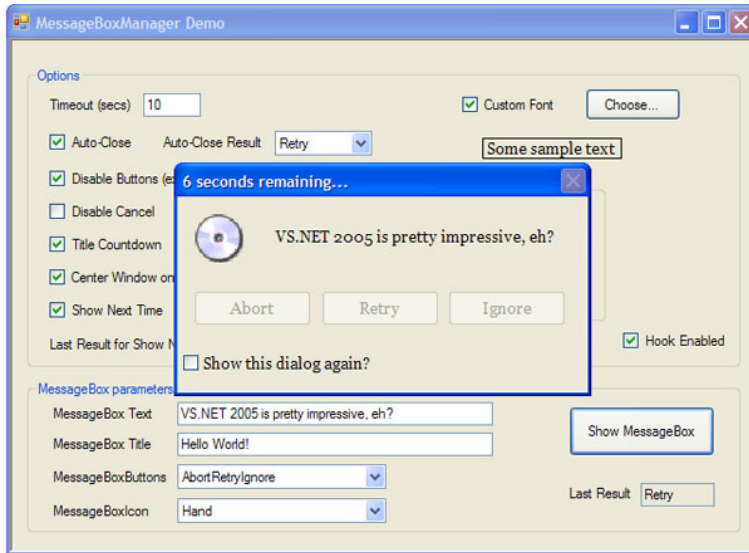 MessageBoxManager Demo
Options
Timeout (secs) 10
Custom Font Choose...
Auto-Close Auto-Close Result Retry
Some sample text
Disable Buttons (e
6 seconds remaining...
Disable Cancel
VS.NET 2005 is pretty impressive, eh?
Title Countdown
Center Window on
Abort Retry Ignore
Show Next Time
Last Result for Show N
Hook Enabled
Show this dialog again?
MessageBox parameters
MessageBox Text VS.NET 2005 is pretty impressive, eh?
Show MessageBox
MessageBox Title Hello World!
MessageBoxButtons AbortRetryIgnore
Last Result Retry
MessageBoxIcon Hand